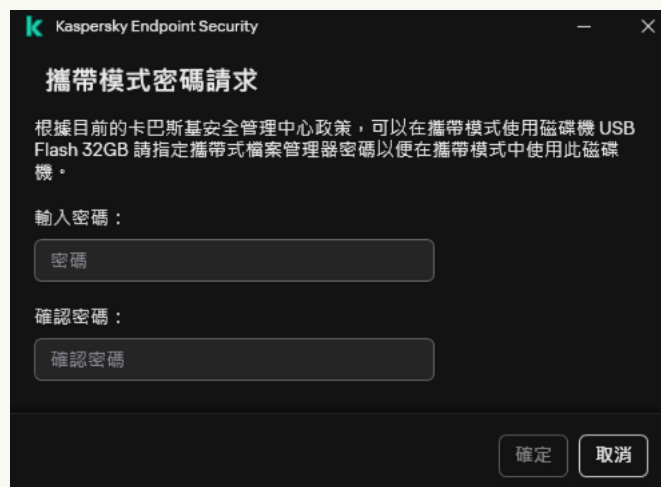 Kaspersky Endpoint Security
攜帶模式密碼請求
根據目前的卡巴斯基安全管理中心政策，可以在攜帶模式使用磁碟機 USB
Flash 32GB 請指定攜帶式檔案管理器密碼以便在攜帶模式中使用此磁碟
機。
輸入密碼：
密碼
確認密碼：
確認密碼
確定
取消